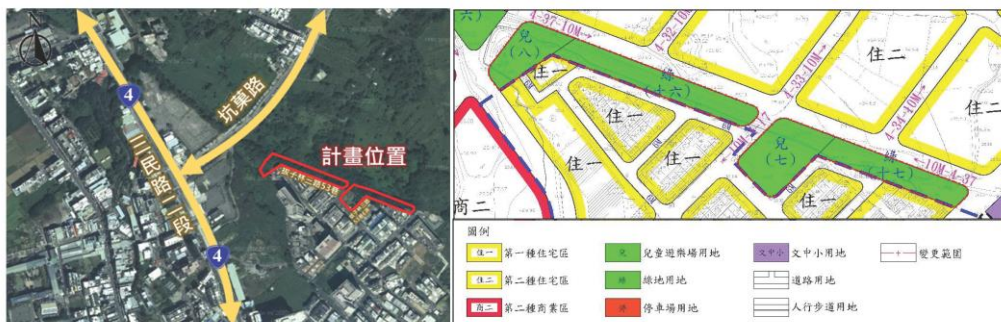 4
坑菓路
三民路二段
計畫位置
4
六)
兒
(八)
4-37-10M→
4-32-10M→
住一
綠
(十六)
住二
4-33-10M→
住一
住一
4-34-10M→
兒
(七)
綠
(十七)
←10M-4-37
住二
住一
住一
商二
圖例
住一 第一種住宅區
兒 兒童遊樂場用地
文中小 文中小用地
變更範圍
住二 第二種住宅區
綠 綠地用地
道路用地
商二 第二種商業區
停 停車場用地
人行步道用地